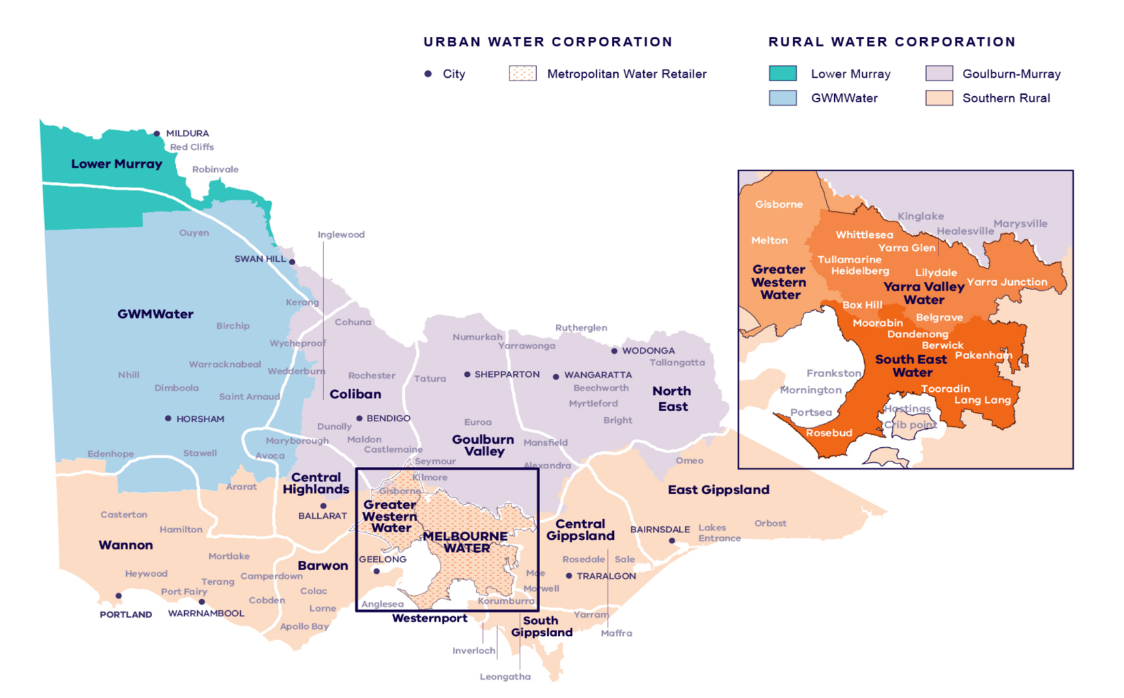 URBAN WATER CORPORATION
City
Metropolitan Water Retailer
RURAL WATER CORPORATION
Lower Murray
Goulburn-Murray
GWMWater
Southern Rural
MILDURA
Red Cliffs
Lower Murray
Robinvale
Ouyen
Inglewood
SWAN HILL
Kerang
GWMWater
Birchip
Cohuna
Wycheproof
Numurkah
Yarrawonga
Rutherglen
WODONGA
Tallangatta
Warracknabeal
Wedderburn
Nhill
Dimboola
Saint Arnaud
Rochester
Tatura
SHEPPARTON
WANGARATTA
Beechworth
Myrtleford
Bright
North
East
Coliban
HORSHAM
BENDIGO
Dunolly
Maryborough
Maldon
Castlemaine
Euroa
Goulburn
Valley
Mansfield
Edenhope
Stawell
Avoca
Seymour
Kilmore
Alexandra
Omeo
Ararat
Central
Highlands
Gisborne
BALLARAT
Greater
Western
Water
MELBOURNE
WATER
East Gippsland
Central
Gippsland
BAIRNSDALE
Lakes
Entrance
Orbost
Casterton
Hamilton
Wannon
Mortlake
Barwon
GEELONG
Heywood
Terang
Camperdown
Port Fairy
Cobden
Colac
Lorne
Apollo Bay
Anglesea
PORTLAND
WARRNAMBOOL
Rosedale
Sale
Moe
TRARALGON
Morwell
Korumburra
Westernport
South
Gippsland
Yarram
Maffra
Inverloch
Leongatha
Gisborne
Kinglake
Marysville
Healesville
Whittlesea
Yarra Glen
Melton
Tullamarine
Heidelberg
Lilydale
Yarra Junction
Greater
Western
Water
Yarra Valley
Water
Box Hill
Belgrave
Moorabin
Dandenong
Berwick
Pakenham
South East
Water
Frankston
Mornington
Tooradin
Lang Lang
Portsea
Hastings
Crib point
Rosebud